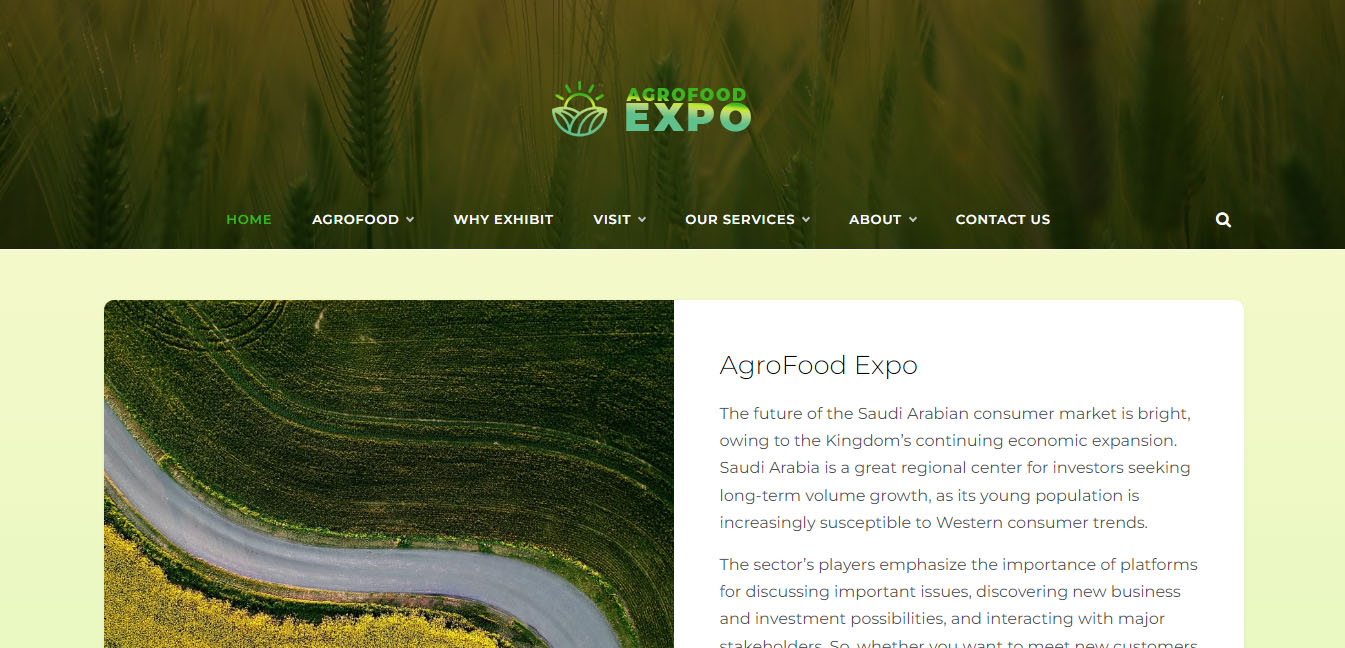 AGROFOOD
EXPO
HOME AGROFOOD WHY EXHIBIT VISIT OUR SERVICES ABOUT CONTACT US
AgroFood Expo
The future of the Saudi Arabian consumer market is bright,
owing to the Kingdom’s continuing economic expansion.
Saudi Arabia is a great regional center for investors seeking
long-term volume growth, as its young population is
increasingly susceptible to Western consumer trends.
The sector’s players emphasize the importance of platforms
for discussing important issues, discovering new business
and investment possibilities, and interacting with major
stakeholders. So, whether you want to meet new customers